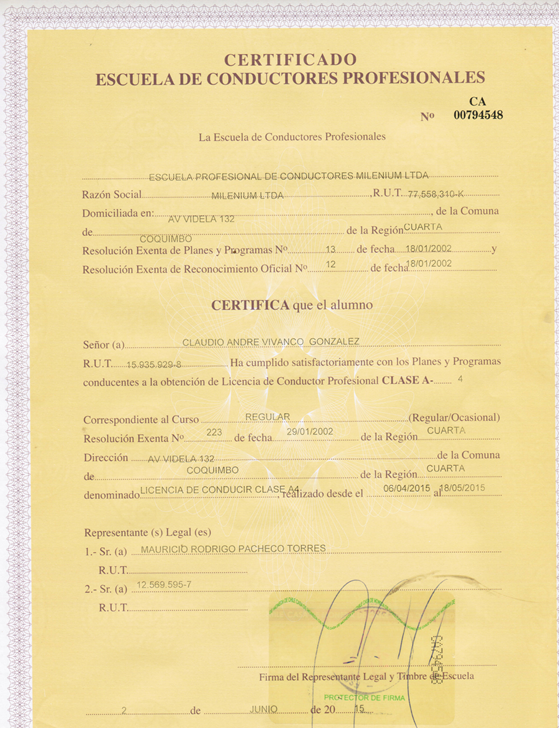 CERTIFICADO
ESCUELA DE CONDUCTORES PROFESIONALES
CA
Nº 00794548
La Escuela de Conductores Profesionales
ESCUELA PROFESIONAL DE CONDUCTORES MILENIUM LTDA
Razón Social MILENIUM LTDA ,R.U.T. 77,558,310-K
Domiciliada en: AV VIDELA 132 , de la Comuna
de COQUIMBO de la Región CUARTA
Resolución Exenta de Planes y Programas Nº 13 de fecha 18/01/2002 y
Resolución Exenta de Reconocimiento Oficial Nº 12 de fecha 18/01/2002
CERTIFICA que el alumno
Señor (a) CLAUDIO ANDRE VIVANCO GONZALEZ
R.U.T. 15.935.929-8 Ha cumplido satisfactoriamente con los Planes y Programas
conducentes a la obtención de Licencia de Conductor Profesional CLASE A- 4
Correspondiente al Curso REGULAR (Regular/Ocasional)
Resolución Exenta Nº 223 de fecha 29/01/2002 de la Región CUARTA
Dirección AV VIDELA 132 de la Comuna
de COQUIMBO de la Región CUARTA
denominado LICENCIA DE CONDUCIR CLASE A4 , realizado desde el 06/04/2015 al 18/05/2015
Representante (s) Legal (es)
1.- Sr. (a) MAURICIO RODRIGO PACHECO TORRES
R.U.T.
2.- Sr. (a) 12.569.595-7
R.U.T.
CA794548
Firma del Representante Legal y Timbre de Escuela
PROTECTOR DE FIRMA
2 de JUNIO de 20 15